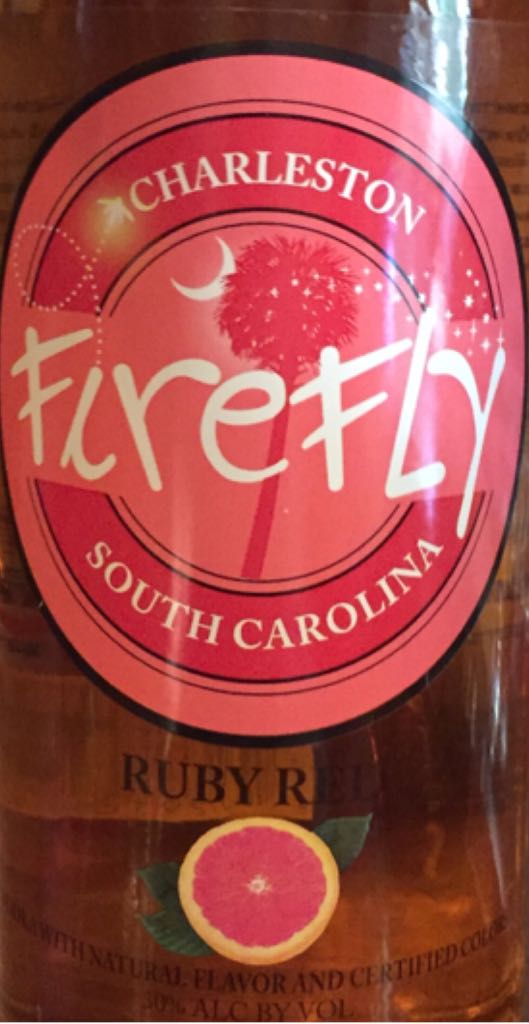 CHARLESTON
FIREFLY
SOUTH CAROLINA
RUBY RED
WITH NATURAL FLAVOR AND CERTIFIED COLOR
30% ALC BY VOL